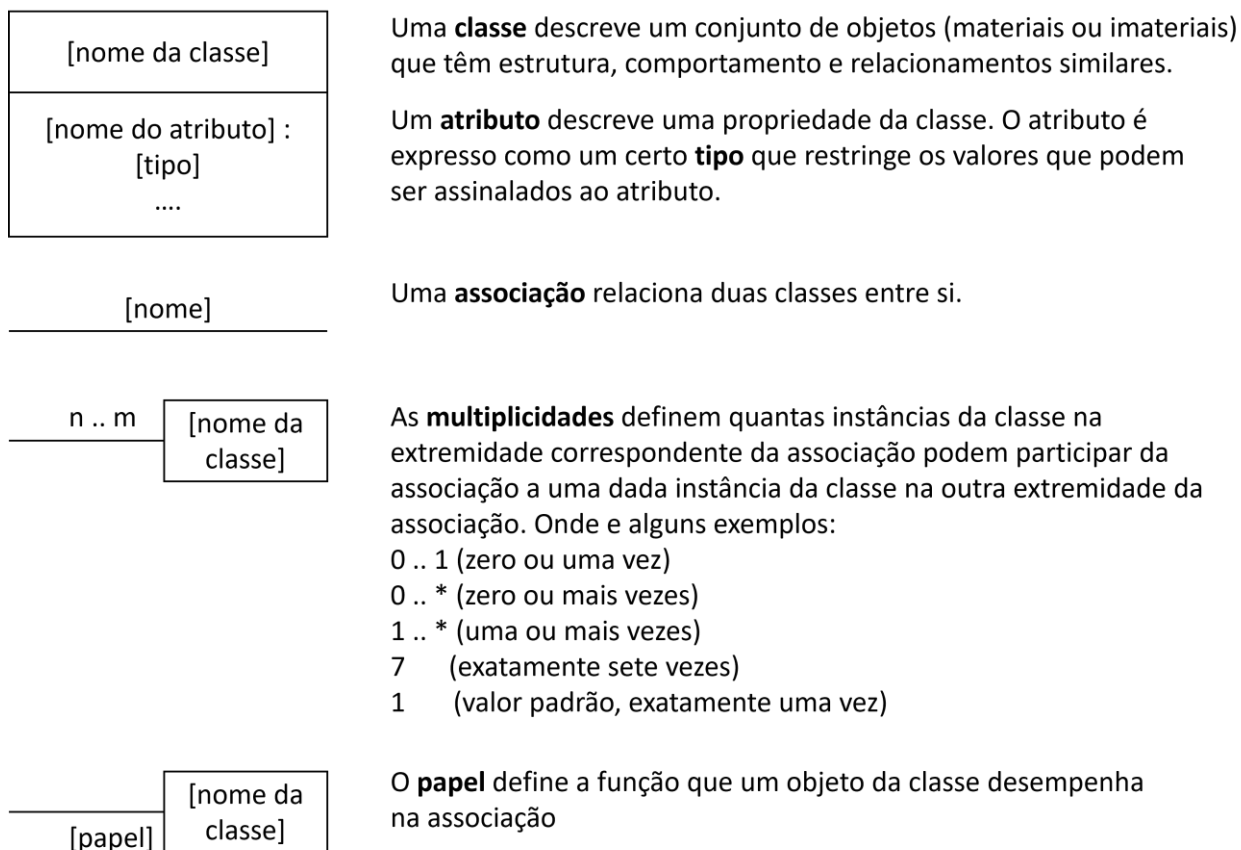 [nome da classe]
[nome do atributo] :
[tipo]
....
Uma classe descreve um conjunto de objetos (materiais ou imateriais)
que têm estrutura, comportamento e relacionamentos similares.
Um atributo descreve uma propriedade da classe. O atributo é
expresso como um certo tipo que restringe os valores que podem
ser assinalados ao atributo.
[nome]
Uma associação relaciona duas classes entre si.
n .. m
[nome da
classe]
As multiplicidades definem quantas instâncias da classe na
extremidade correspondente da associação podem participar da
associação a uma dada instância da classe na outra extremidade da
associação. Onde e alguns exemplos:
0 .. 1 (zero ou uma vez)
0 .. * (zero ou mais vezes)
1 .. * (uma ou mais vezes)
7 (exatamente sete vezes)
1 (valor padrão, exatamente uma vez)
[papel]
[nome da
classe]
O papel define a função que um objeto da classe desempenha
na associação